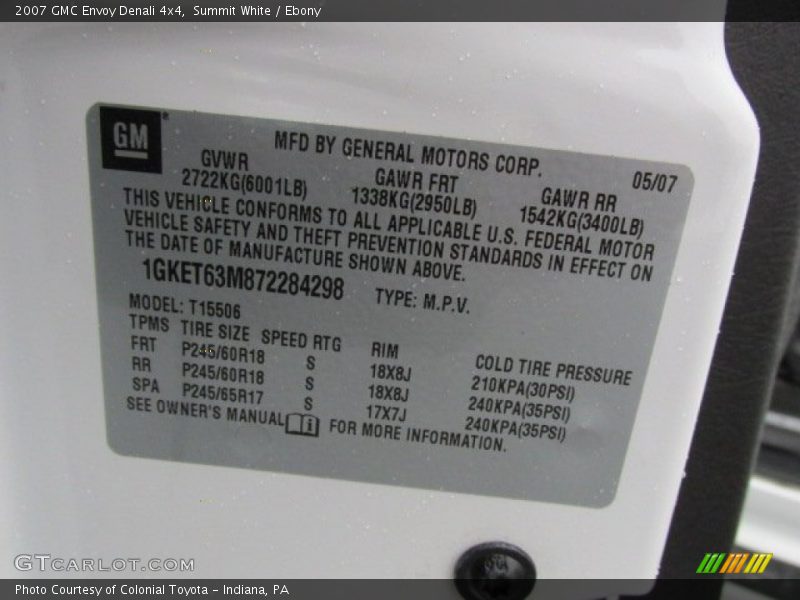 2007 GMC Envoy Denali 4x4, Summit White / Ebony
GM
MFD BY GENERAL MOTORS CORP.
05/07
GVWR GAWR FRT GAWR RR
2722KG(6001LB) 1338KG(2950LB) 1542KG(3400LB)
THIS VEHICLE CONFORMS TO ALL APPLICABLE U.S. FEDERAL MOTOR
VEHICLE SAFETY AND THEFT PREVENTION STANDARDS IN EFFECT ON
THE DATE OF MANUFACTURE SHOWN ABOVE.
1GKET63M872284298 TYPE: M.P.V.
MODEL: T15506
TPMS TIRE SIZE SPEED RTG RIM COLD TIRE PRESSURE
FRT P245/60R18 S 18X8J 210KPA(30PSI)
RR P245/60R18 S 18X8J 240KPA(35PSI)
SPA P245/65R17 S 17X7J 240KPA(35PSI)
SEE OWNER'S MANUAL FOR MORE INFORMATION.
GTcarlot.com
Photo Courtesy of Colonial Toyota - Indiana, PA